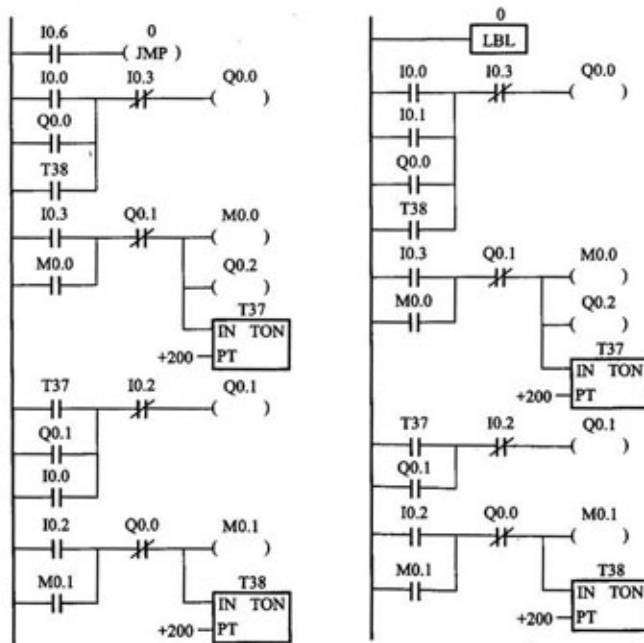 0
I0.6
JMP
I0.0 I0.3 Q0.0
Q0.0
T38
I0.3 Q0.1 M0.0
M0.0 Q0.2
T37
IN TON
+200 PT
T37 I0.2 Q0.1
Q0.1
I0.0
I0.2 Q0.0 M0.1
M0.1
T38
IN TON
+200 PT
0
LBL
I0.0 I0.3 Q0.0
I0.1
Q0.0
T38
I0.3 Q0.1 M0.0
M0.0 Q0.2
T37
IN TON
+200 PT
T37 I0.2 Q0.1
Q0.1
I0.2 Q0.0 M0.1
M0.1
T38
IN TON
+200 PT